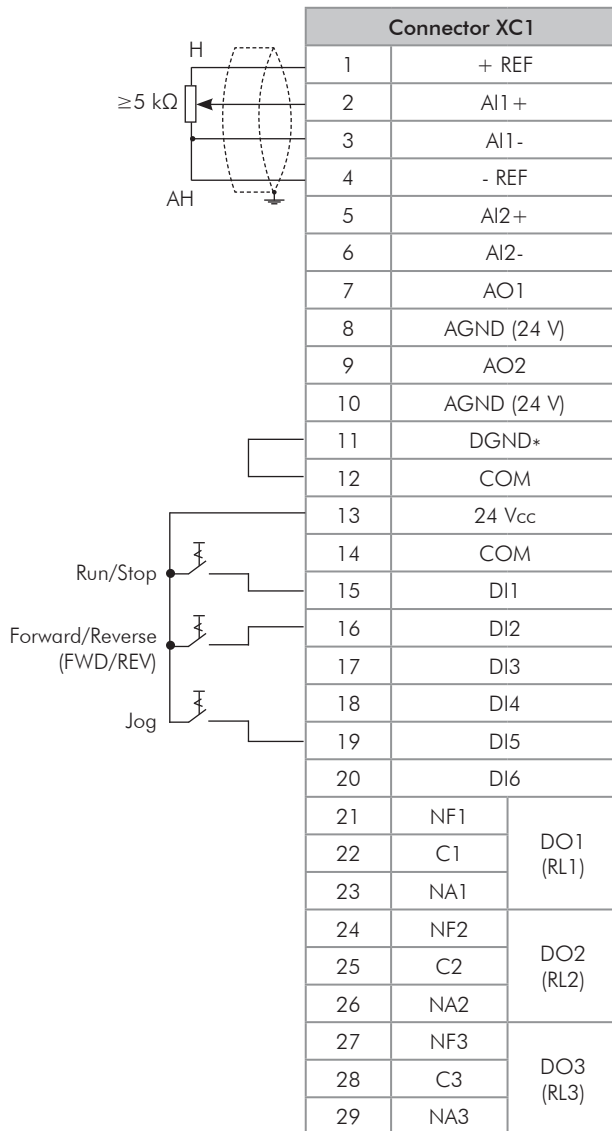 Connector XC1
H
≥5 kΩ
AH
1 + REF
2 AI1+
3 AI1-
4 - REF
5 AI2+
6 AI2-
7 AO1
8 AGND (24 V)
9 AO2
10 AGND (24 V)
11 DGND*
12 COM
13 24 Vcc
14 COM
Run/Stop
15 DI1
Forward/Reverse
(FWD/REV)
16 DI2
17 DI3
18 DI4
Jog
19 DI5
20 DI6
21 NF1
22 C1
23 NA1
DO1
(RL1)
24 NF2
25 C2
26 NA2
DO2
(RL2)
27 NF3
28 C3
29 NA3
DO3
(RL3)